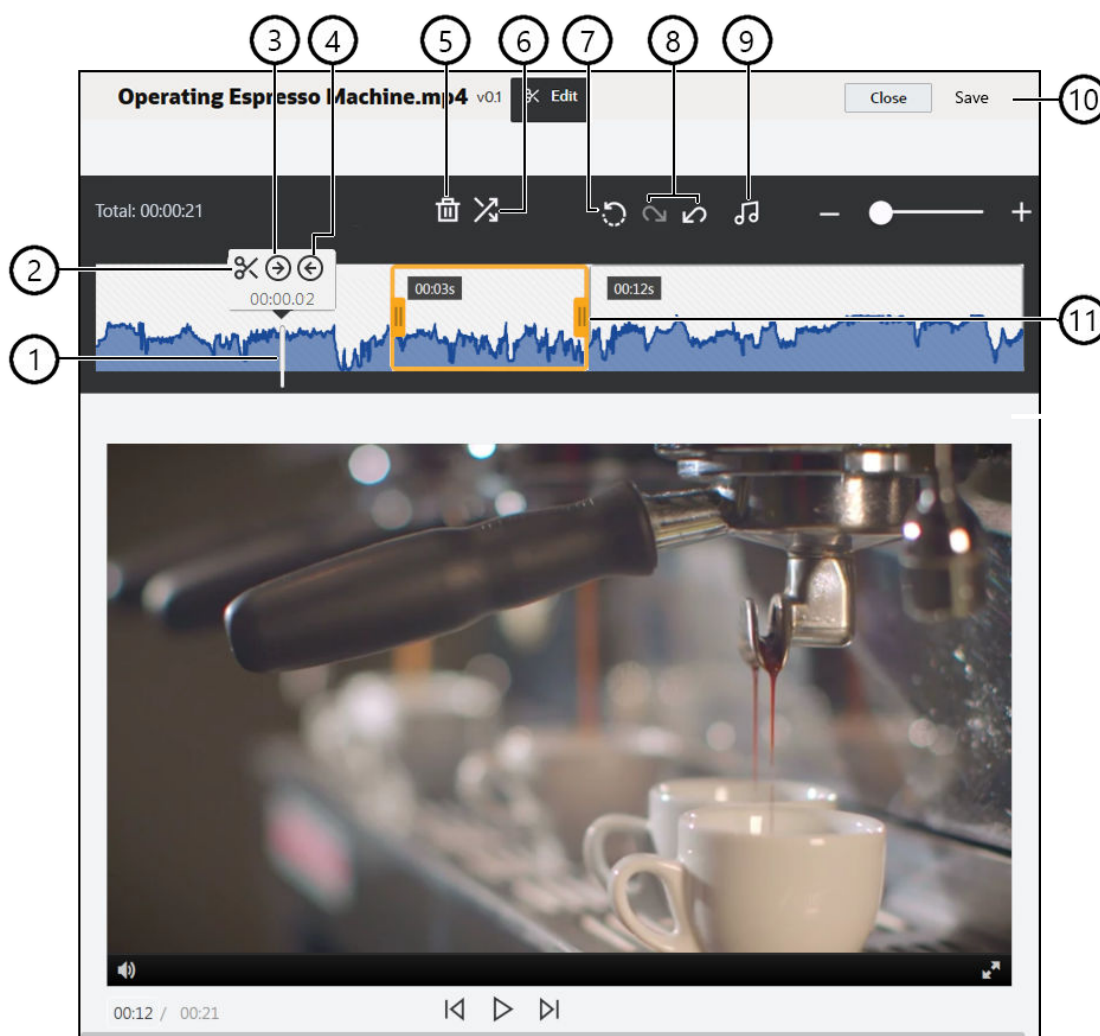 3 4 5 6 7 8 9
Operating Espresso Machine.mp4 v0.1 Edit Close Save 10
Total: 00:00:21
2
00:00.02 00:03s 00:12s
11
1
00:12 / 00:21